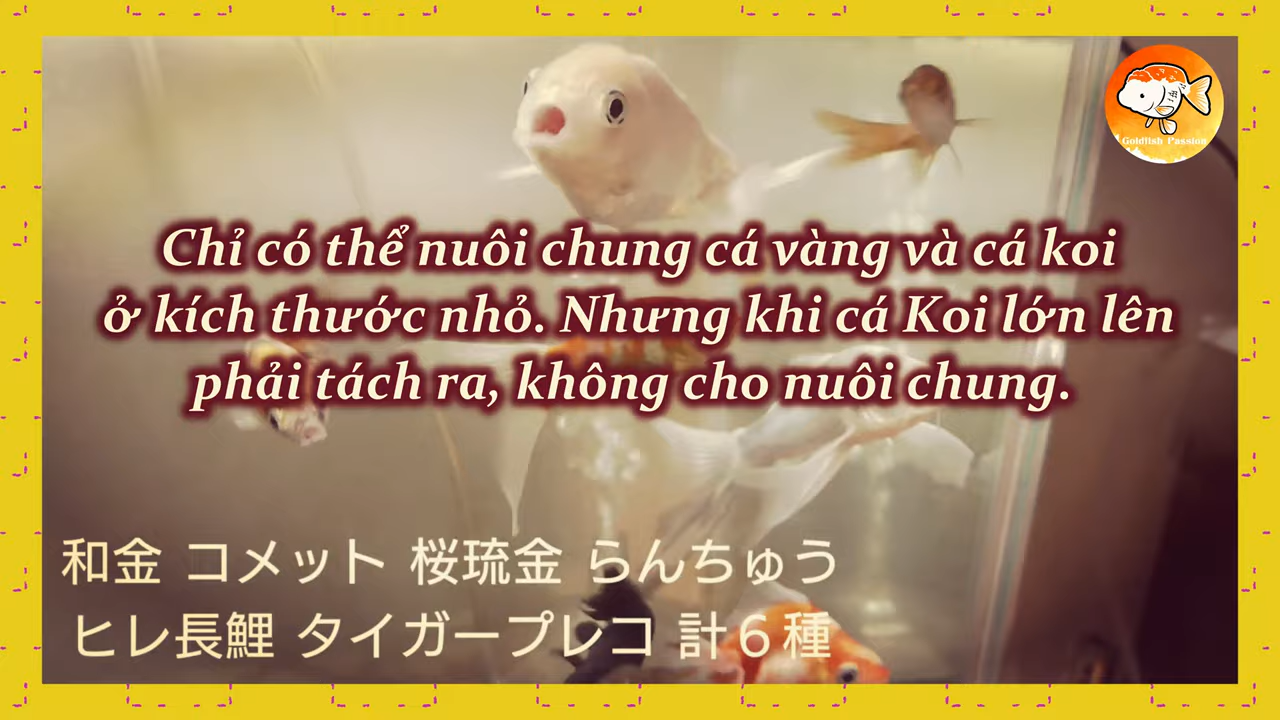 Goldfish Passion
Chỉ có thể nuôi chung cá vàng và cá koi
ở kích thước nhỏ. Nhưng khi cá Koi lớn lên
phải tách ra, không cho nuôi chung.
和金 コメット 桜琉金 らんちゅう
ヒレ長鯉 タイガープレコ 計６種